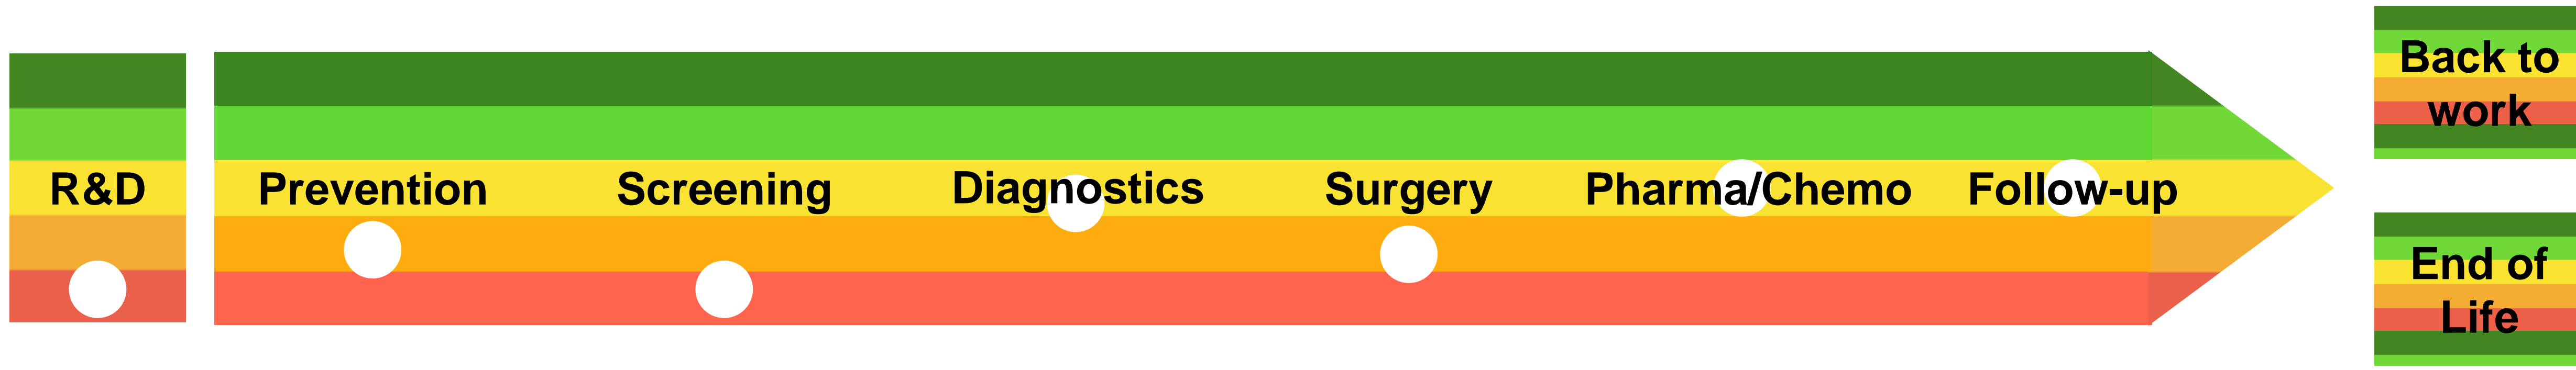 R&D
Prevention
Screening
Diagnostics
Surgery
Pharma/Chemo
Follow-up
Back to
work
End of
Life